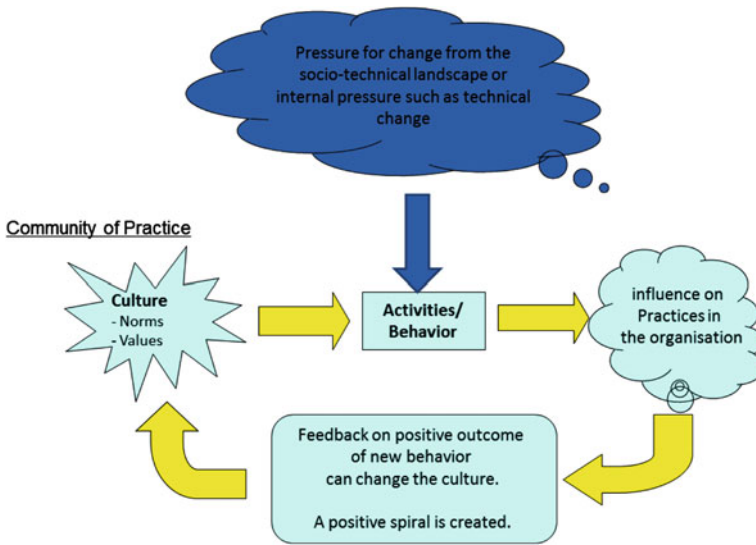 Pressure for change from the
socio-technical landscape or
internal pressure such as technical
change
Community of Practice
Culture
- Norms
- Values
Activities/
Behavior
influence on
Practices in
the organisation
Feedback on positive outcome
of new behavior
can change the culture.
A positive spiral is created.